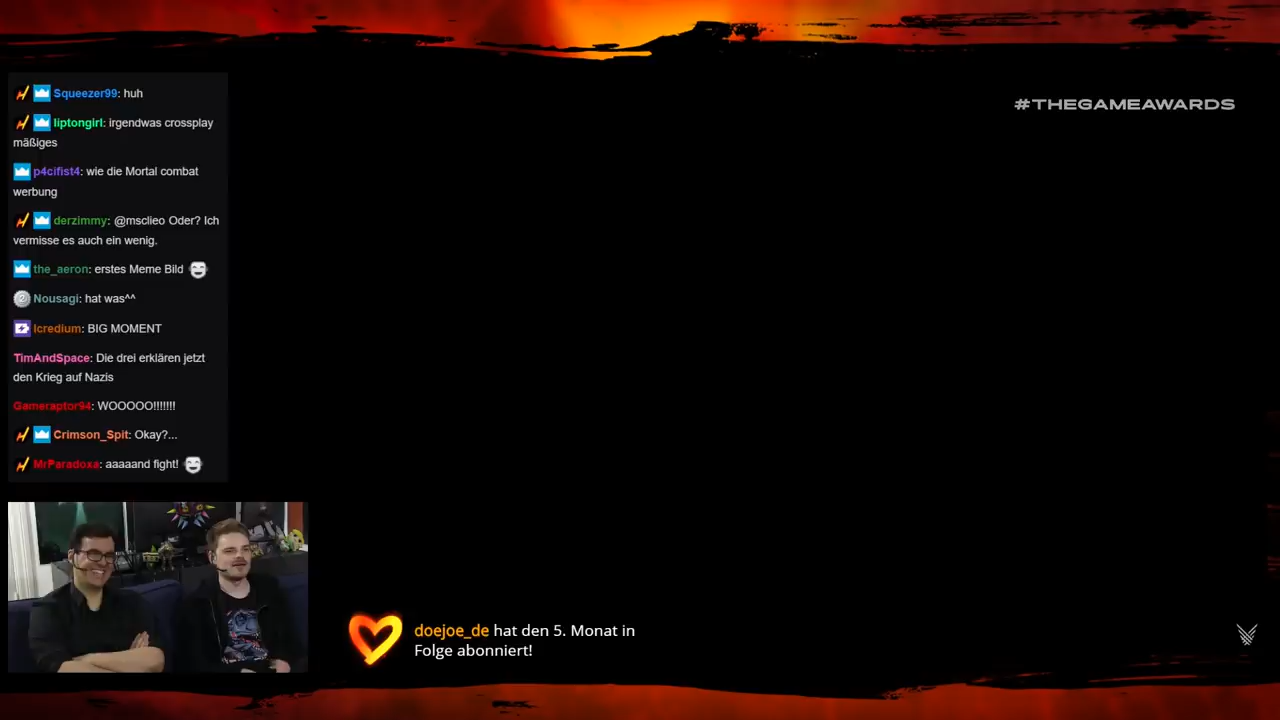 #THEGAMEAWARDS
Squeezer99: huh
liptongirl: irgendwas crossplay
mäßiges
p4cifist4: wie die Mortal combat
werbung
derzimmy: @msclieo Oder? Ich
vermisse es auch ein wenig.
the_aeron: erstes Meme Bild
2 Nousagi: hat was^^
Icredium: BIG MOMENT
TimAndSpace: Die drei erklären jetzt
den Krieg auf Nazis
Gameraptor94: WOOOOO!!!!!!!
Crimson_Spit: Okay?...
MrParadoxa: aaaaand fight!
doejoe_de hat den 5. Monat in
Folge abonniert!